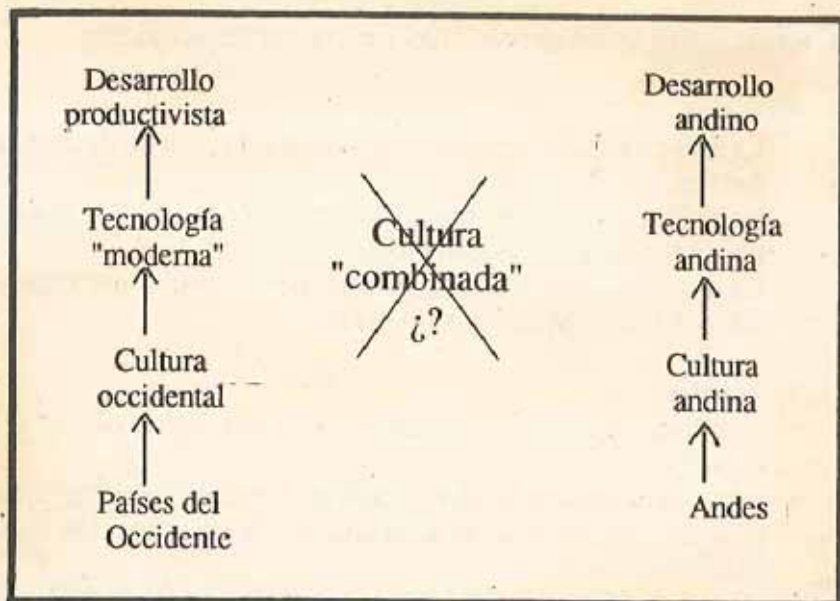 Desarrollo
productivista
Tecnología
"moderna"
Cultura
occidental
Países del
Occidente
Cultura
"combinada"
¿?
Desarrollo
andino
Tecnología
andina
Cultura
andina
Andes